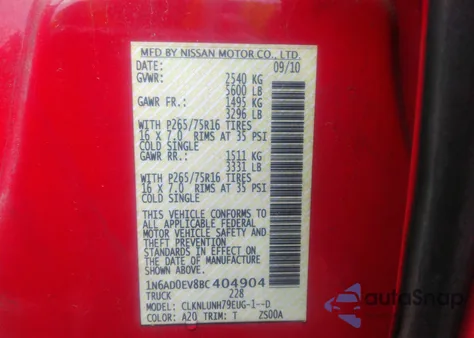 MFD BY NISSAN MOTOR CO., LTD.
DATE: 09/10
GVWR: 2540 KG
5600 LB
GAWR FR.: 1495 KG
3296 LB
WITH P265/75R16 TIRES
16 X 7.0 RIMS AT 35 PSI
COLD SINGLE
GAWR RR.: 1511 KG
3331 LB
WITH P265/75R16 TIRES
16 X 7.0 RIMS AT 35 PSI
COLD SINGLE
THIS VEHICLE CONFORMS TO
ALL APPLICABLE FEDERAL
MOTOR VEHICLE SAFETY AND
THEFT PREVENTION
STANDARDS IN EFFECT ON THE
DATE OF MANUFACTURE SHOWN
ABOVE.
1N6AD0EV8BC404904
TRUCK 228
MODEL: CLKNLUNH79EUG-1--D
COLOR: A20 TRIM: T ZS00A
autoSnap